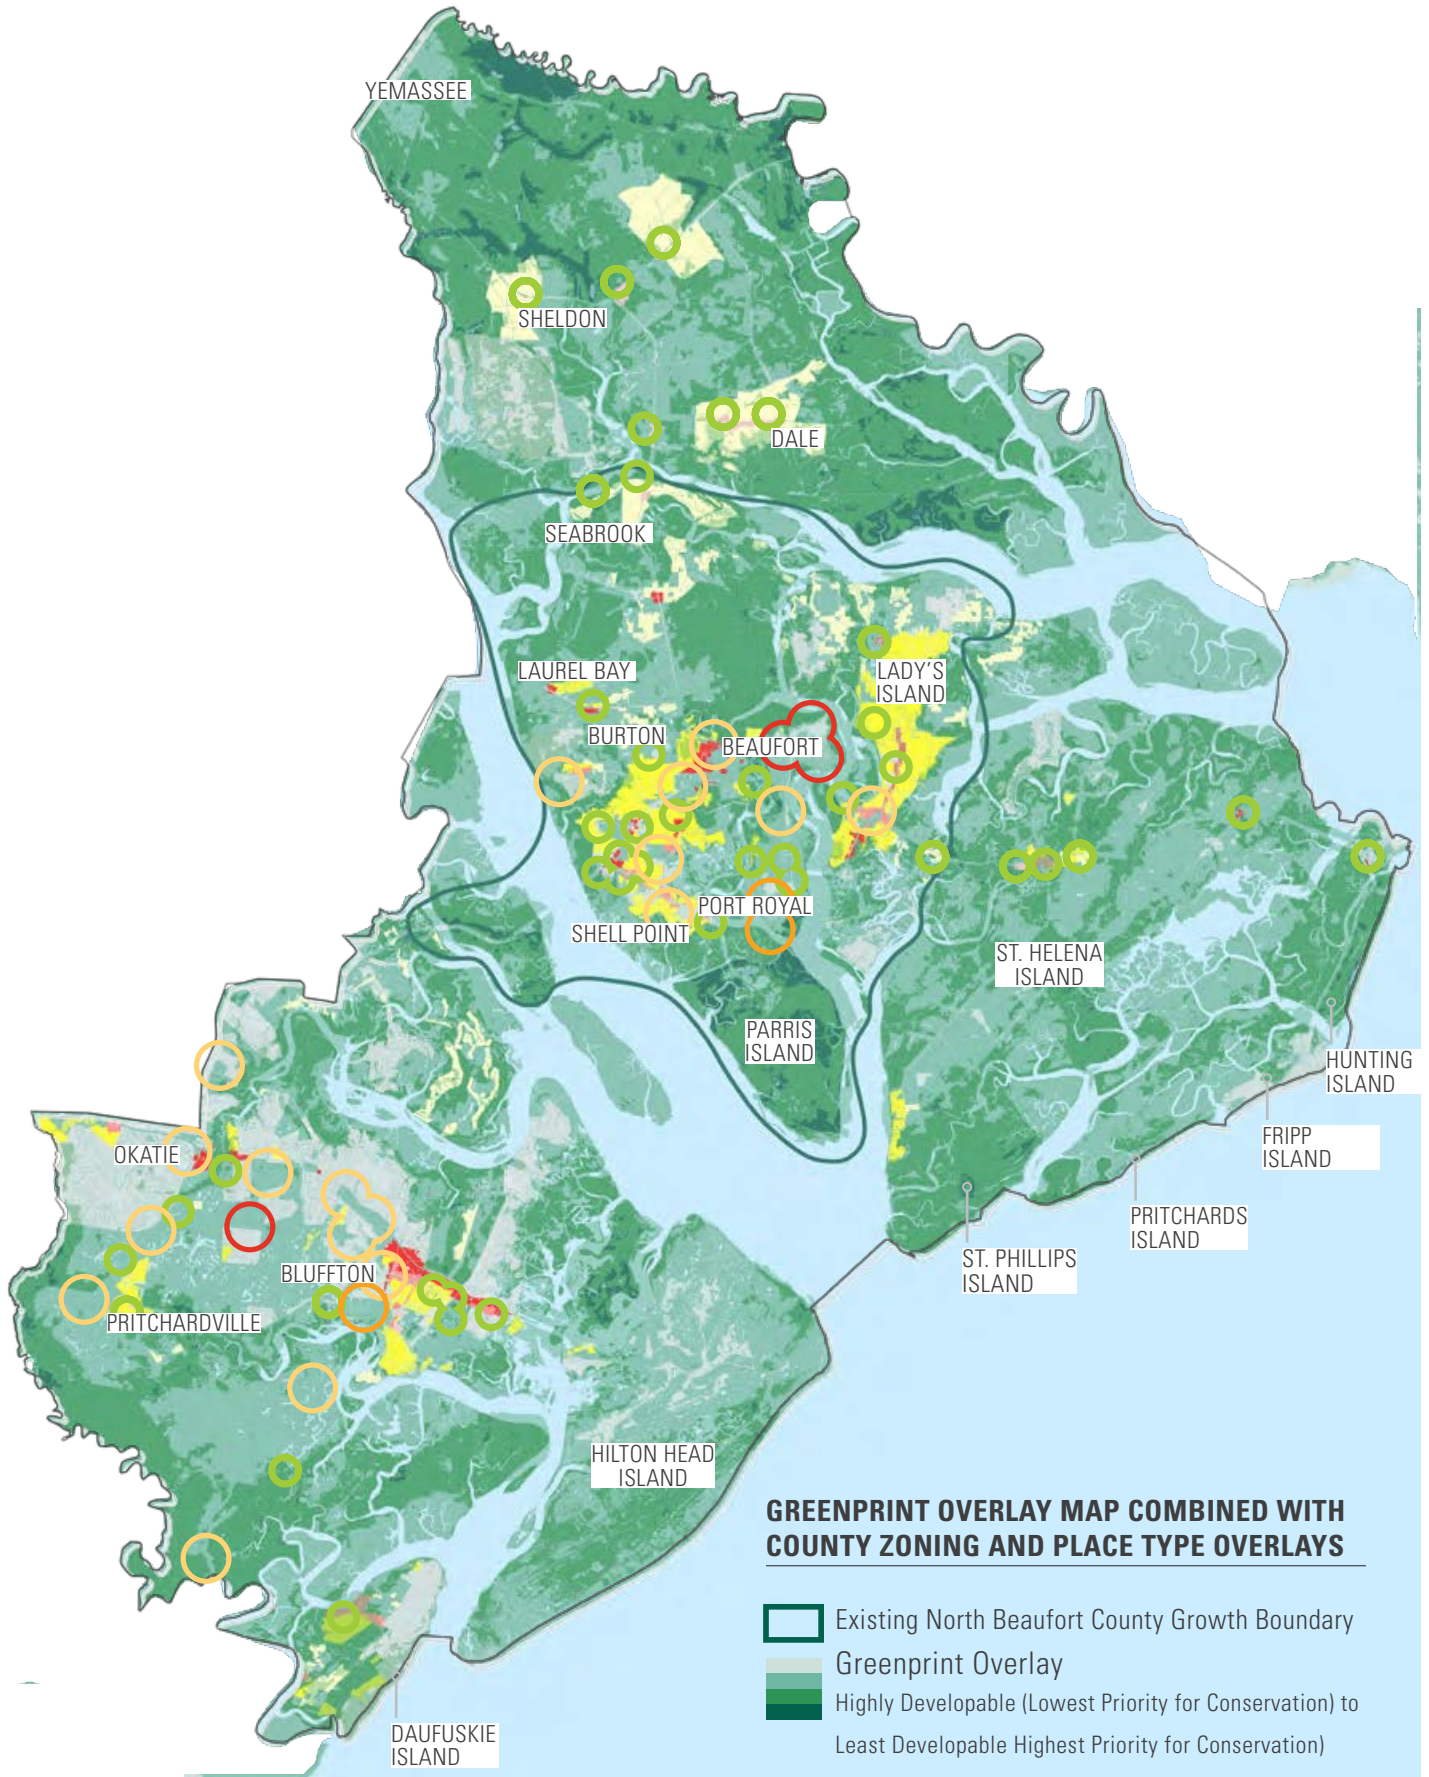 YEMASSEE
SHELDON
DALE
SEABROOK
LAUREL BAY
LADY'S
ISLAND
BURTON
BEAUFORT
PORT ROYAL
SHELL POINT
ST. HELENA
ISLAND
PARRIS
ISLAND
HUNTING
ISLAND
FRIPP
ISLAND
OKATIE
PRITCHARDS
ISLAND
ST. PHILLIPS
ISLAND
BLUFFTON
PRITCHARDVILLE
HILTON HEAD
ISLAND
DAUFUSKIE
ISLAND
GREENPRINT OVERLAY MAP COMBINED WITH
COUNTY ZONING AND PLACE TYPE OVERLAYS
Existing North Beaufort County Growth Boundary
Greenprint Overlay
Highly Developable (Lowest Priority for Conservation) to
Least Developable Highest Priority for Conservation)